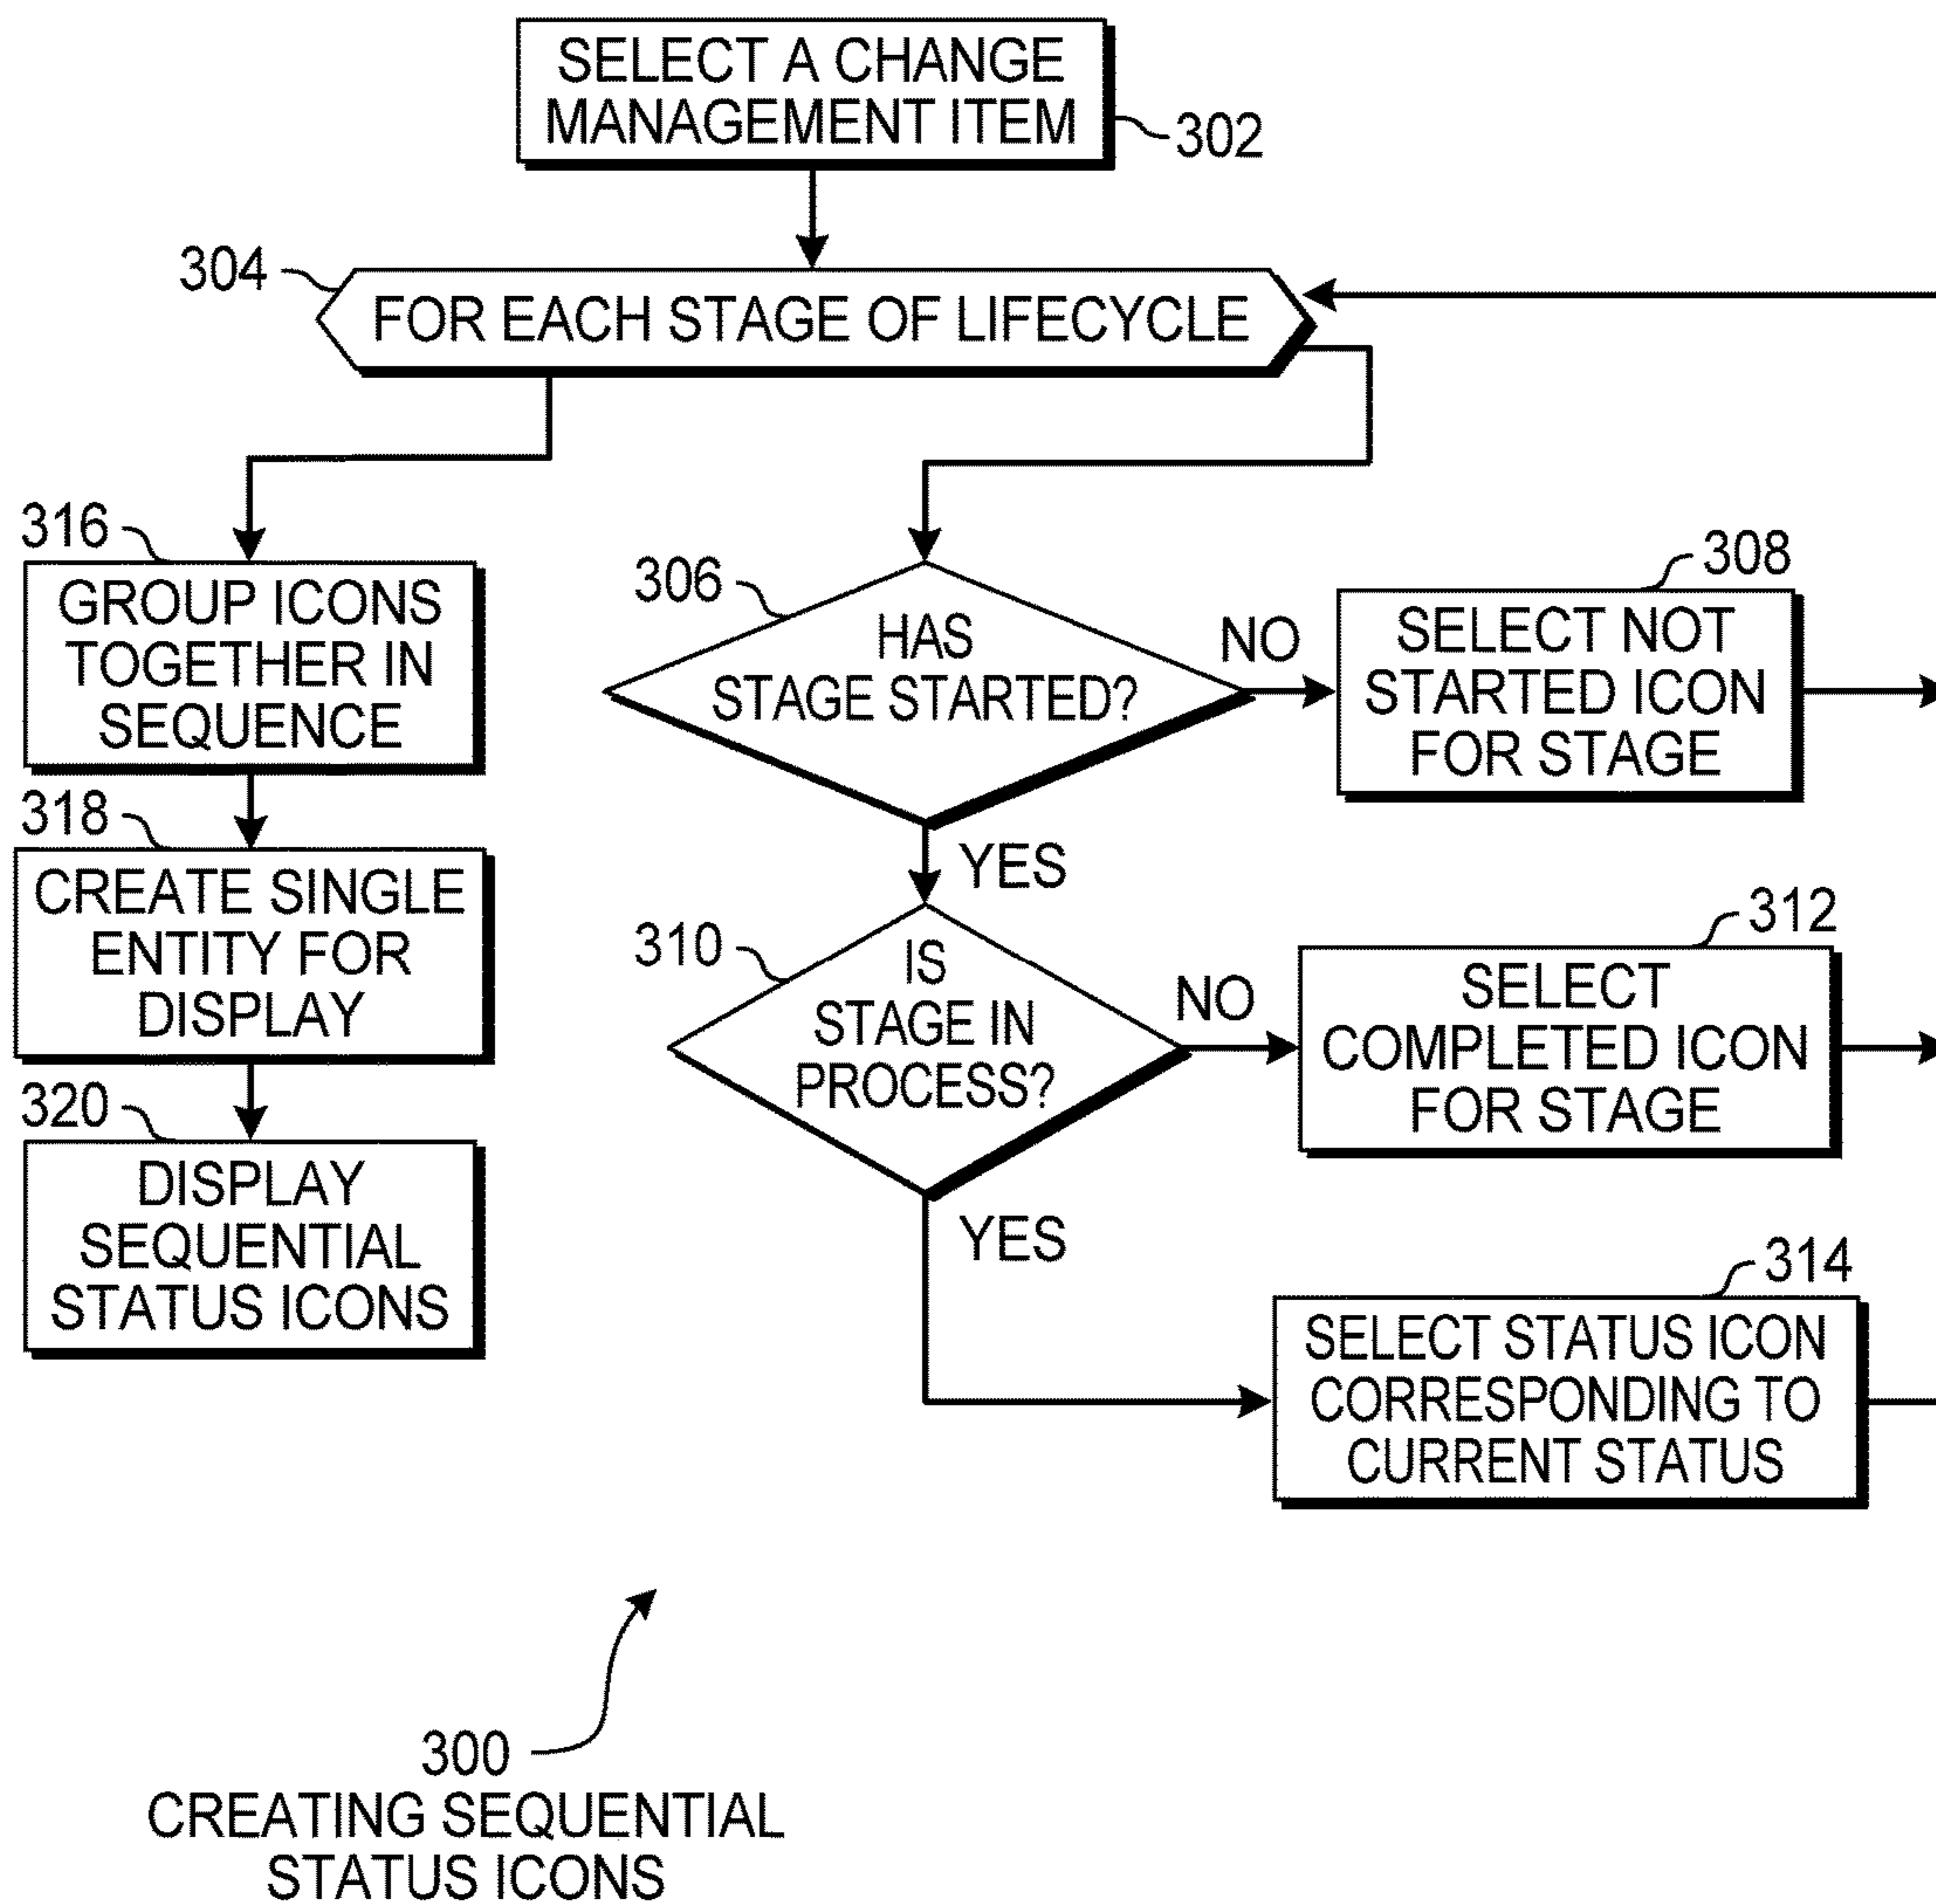 SELECT A CHANGE
MANAGEMENT ITEM
302
304
FOR EACH STAGE OF LIFECYCLE
316
GROUP ICONS
TOGETHER IN
SEQUENCE
318
CREATE SINGLE
ENTITY FOR
DISPLAY
320
DISPLAY
SEQUENTIAL
STATUS ICONS
306
HAS
STAGE STARTED?
NO
YES
308
SELECT NOT
STARTED ICON
FOR STAGE
310
IS
STAGE IN
PROCESS?
NO
YES
312
SELECT
COMPLETED ICON
FOR STAGE
314
SELECT STATUS ICON
CORRESPONDING TO
CURRENT STATUS
300
CREATING SEQUENTIAL
STATUS ICONS